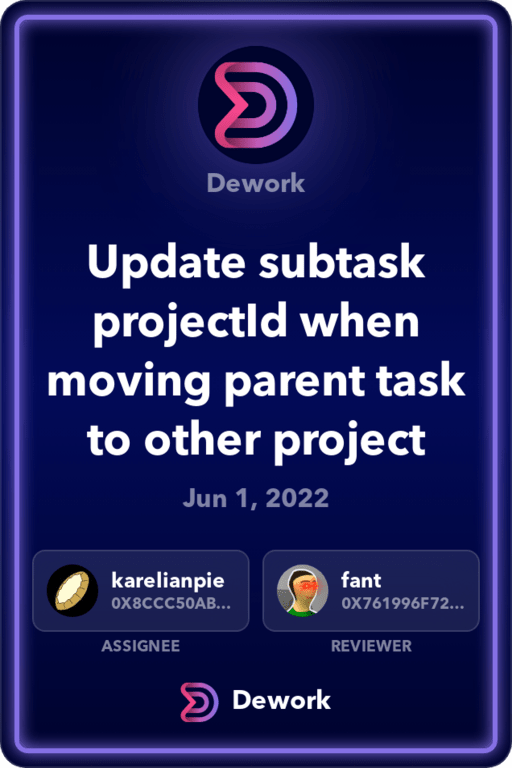 Dework
Update subtask
projectId when
moving parent task
to other project
Jun 1, 2022
karelianpie
0X8CCC50AB...
fant
0X761996F72...
ASSIGNEE
REVIEWER
Dework